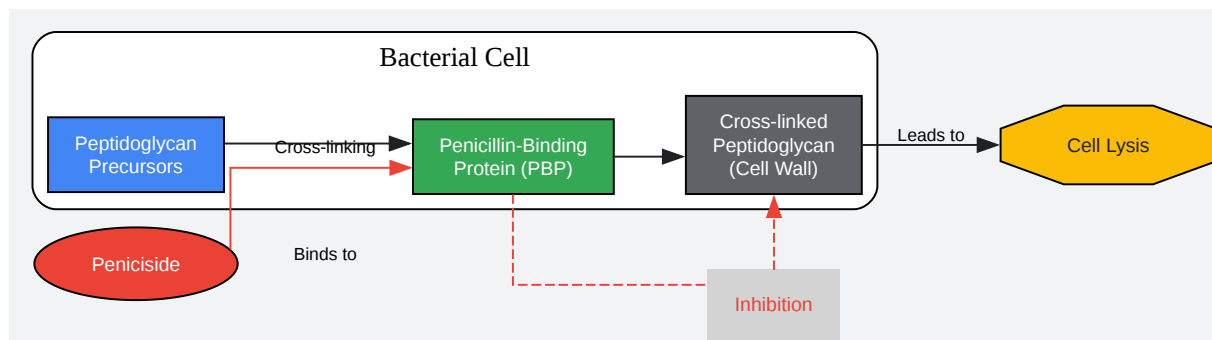 Bacterial Cell
Peptidoglycan
Precursors
Cross-linking
Penicillin-Binding
Protein (PBP)
Cross-linked
Peptidoglycan
(Cell Wall)
Leads to
Cell Lysis
Peniciside
Binds to
Inhibition